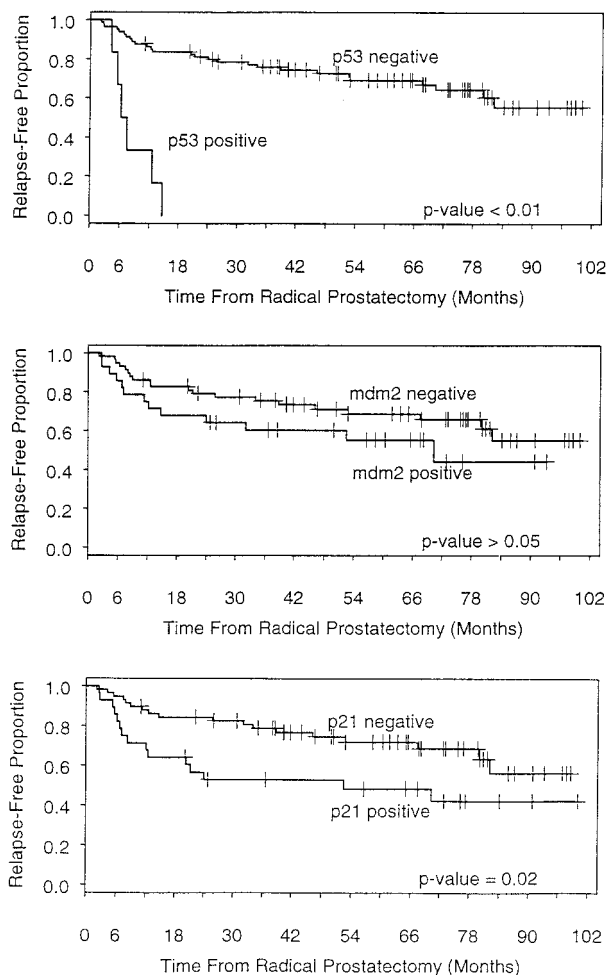 Relapse-Free Proportion
1.0
0.8
0.6
0.4
0.2
0.0
p53 negative
p53 positive
p-value < 0.01
0 6 18 30 42 54 66 78 90 102
Time From Radical Prostatectomy (Months)
Relapse-Free Proportion
1.0
0.8
0.6
0.4
0.2
0.0
mdm2 negative
mdm2 positive
p-value > 0.05
0 6 18 30 42 54 66 78 90 102
Time From Radical Prostatectomy (Months)
Relapse-Free Proportion
1.0
0.8
0.6
0.4
0.2
0.0
p21 negative
p21 positive
p-value = 0.02
0 6 18 30 42 54 66 78 90 102
Time From Radical Prostatectomy (Months)